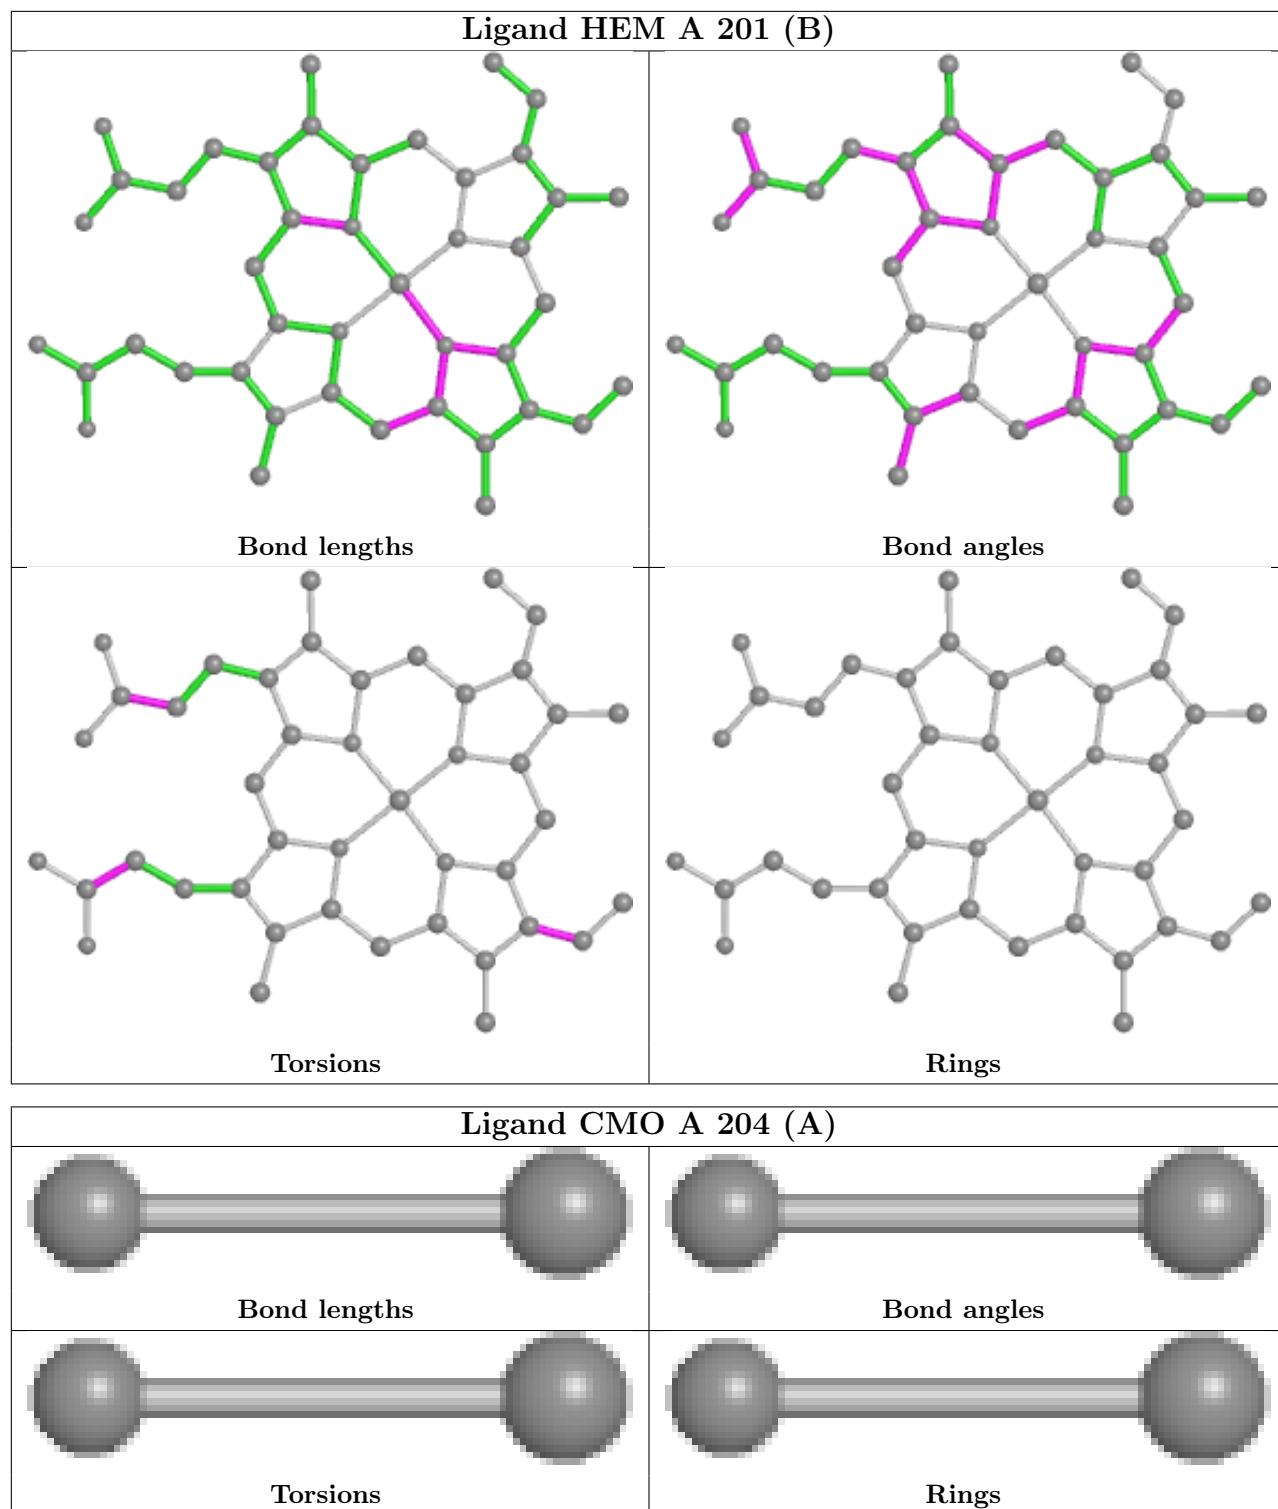 Ligand HEM A 201 (B)
Bond lengths
Bond angles
Torsions
Rings
Ligand CMO A 204 (A)
Bond lengths
Bond angles
Torsions
Rings